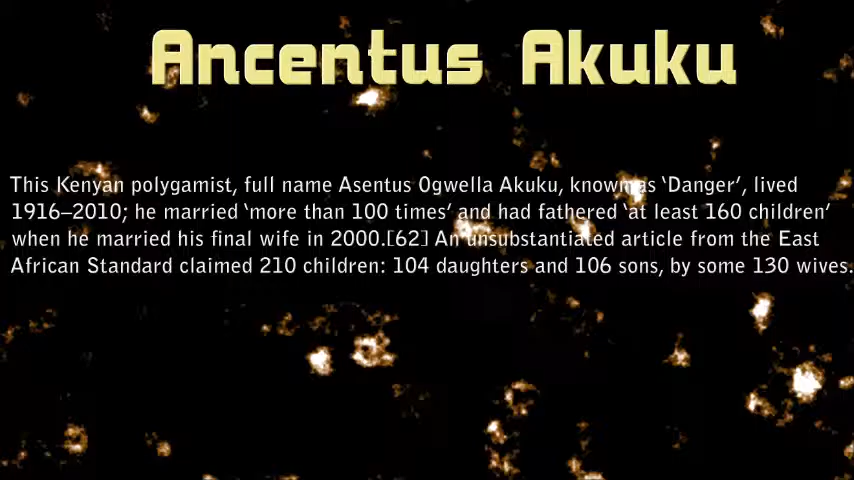 Ancentus Akuku
This Kenyan polygamist, full name Asentus Ogwella Akuku, known as ‘Danger’, lived
1916–2010; he married ‘more than 100 times’ and had fathered ‘at least 160 children’
when he married his final wife in 2000.[62] An unsubstantiated article from the East
African Standard claimed 210 children: 104 daughters and 106 sons, by some 130 wives.